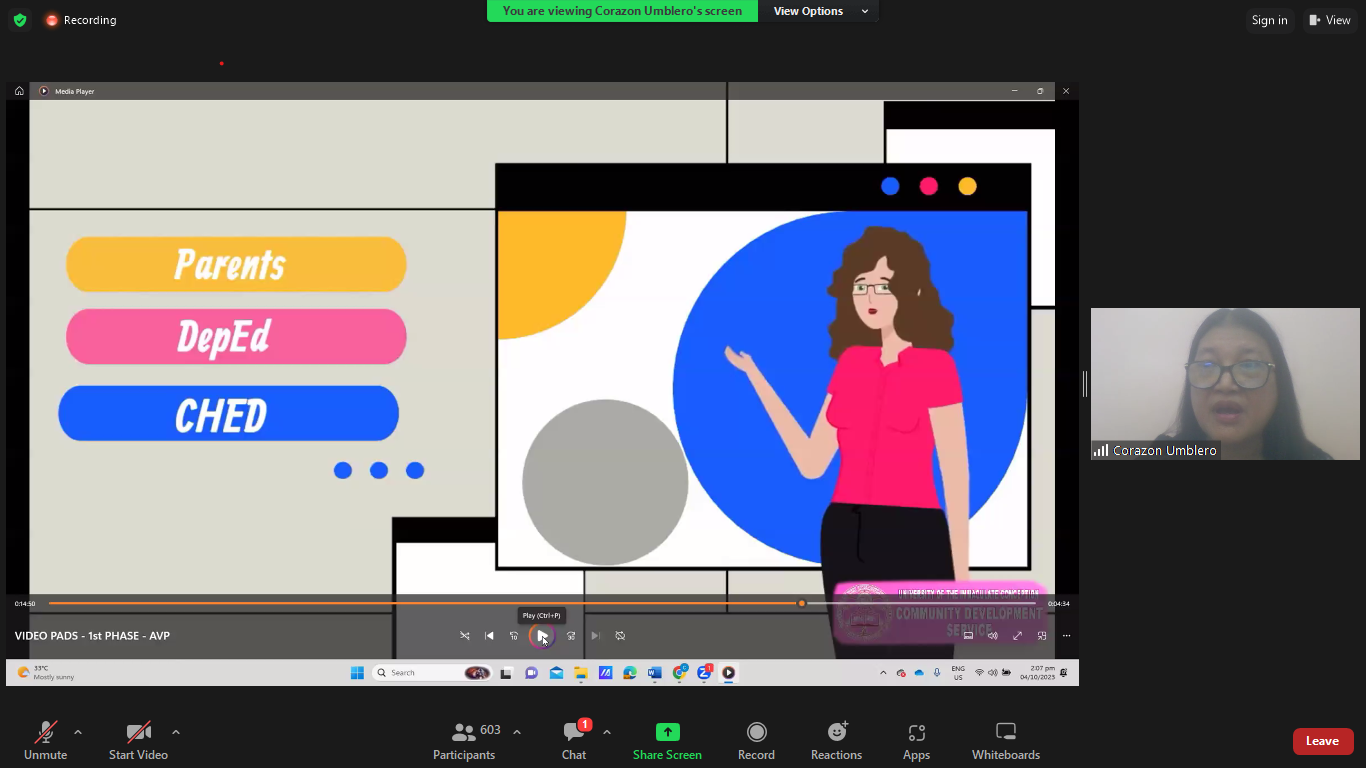 Recording
You are viewing Corazon Umblero's screen
View Options
Sign in
View
Media Player
Parents
DepEd
CHED
UNIVERSITY OF THE IMMACULATE CONCEPTION
COMMUNITY DEVELOPMENT
SERVICE
0:14:50
0:04:34
Play (Ctrl+P)
VIDEO PADS - 1st PHASE - AVP
10
30
33°C
Mostly sunny
Search
ENG
US
2:07 pm
04/10/2023
Corazon Umblero
Unmute
Start Video
603
Participants
1
Chat
Share Screen
Record
Reactions
Apps
Whiteboards
Leave